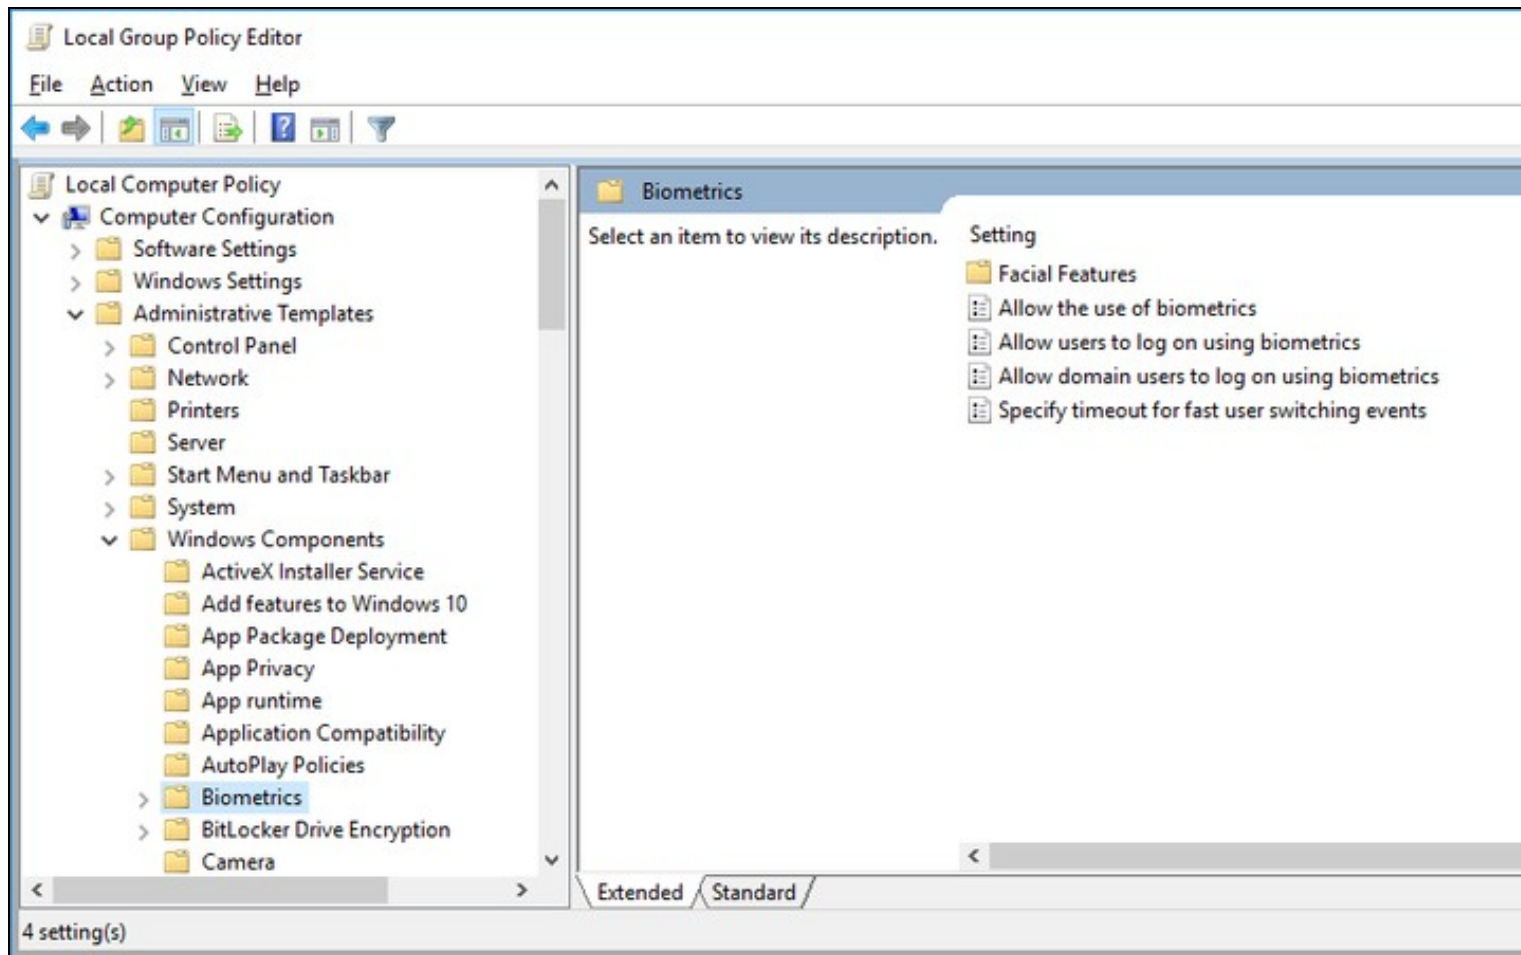 Local Group Policy Editor
File Action View Help
Local Computer Policy
Computer Configuration
Software Settings
Windows Settings
Administrative Templates
Control Panel
Network
Printers
Server
Start Menu and Taskbar
System
Windows Components
ActiveX Installer Service
Add features to Windows 10
App Package Deployment
App Privacy
App runtime
Application Compatibility
AutoPlay Policies
Biometrics
BitLocker Drive Encryption
Camera
Biometrics
Select an item to view its description.
Setting
Facial Features
Allow the use of biometrics
Allow users to log on using biometrics
Allow domain users to log on using biometrics
Specify timeout for fast user switching events
Extended Standard
4 setting(s)